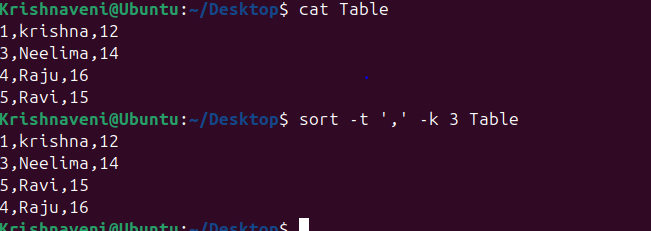 Krishnaveni@Ubuntu:~/Desktop$ cat Table
1,krishna,12
3,Neelima,14
4,Raju,16
5,Ravi,15
Krishnaveni@Ubuntu:~/Desktop$ sort -t ',' -k 3 Table
1,krishna,12
3,Neelima,14
5,Ravi,15
4,Raju,16
Krishnaveni@Ubuntu:~/Desktop$